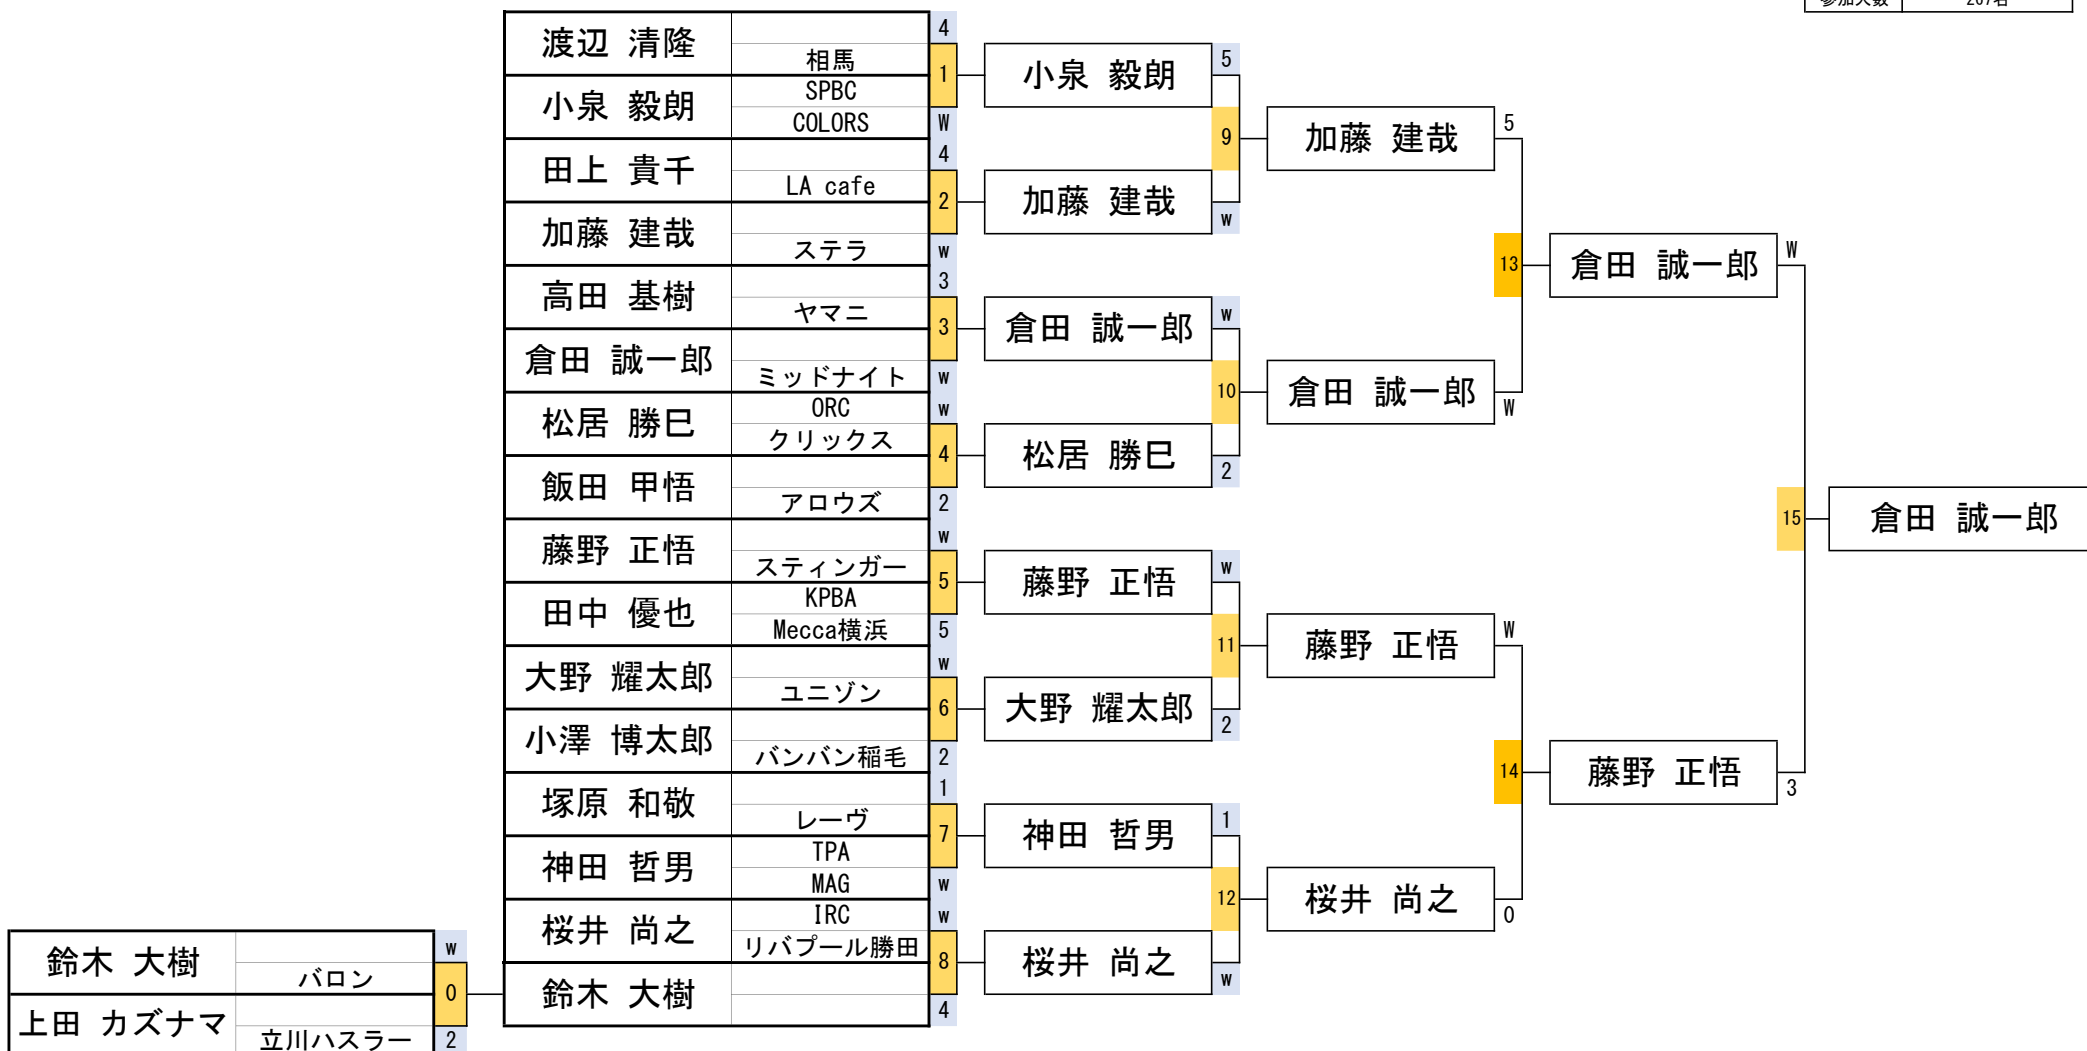 参加人数 207名
渡辺 清隆
4
相馬
1
小泉 毅朗
SPBC
COLORS
W
田上 貴千
4
LA cafe
2
加藤 建哉
ステラ
w
高田 基樹
3
ヤマニ
3
倉田 誠一郎
ミッドナイト
w
松居 勝巳
ORC
w
クリックス
4
飯田 甲悟
アロウズ
2
藤野 正悟
w
スティンガー
5
田中 優也
KPBA
Mecca横浜
5
大野 耀太郎
w
ユニゾン
6
小澤 博太郎
バンバン稲毛
2
塚原 和敬
1
レーヴ
7
神田 哲男
TPA
MAG
w
桜井 尚之
IRC
w
リバプール勝田
8
鈴木 大樹
4
鈴木 大樹
w
バロン
0
上田 カズナマ
立川ハスラー
2
小泉 毅朗
5
9
加藤 建哉
w
倉田 誠一郎
w
10
松居 勝巳
2
藤野 正悟
w
11
大野 耀太郎
2
神田 哲男
1
12
桜井 尚之
w
加藤 建哉
5
13
倉田 誠一郎
W
藤野 正悟
W
14
桜井 尚之
0
倉田 誠一郎
W
15
藤野 正悟
3
倉田 誠一郎